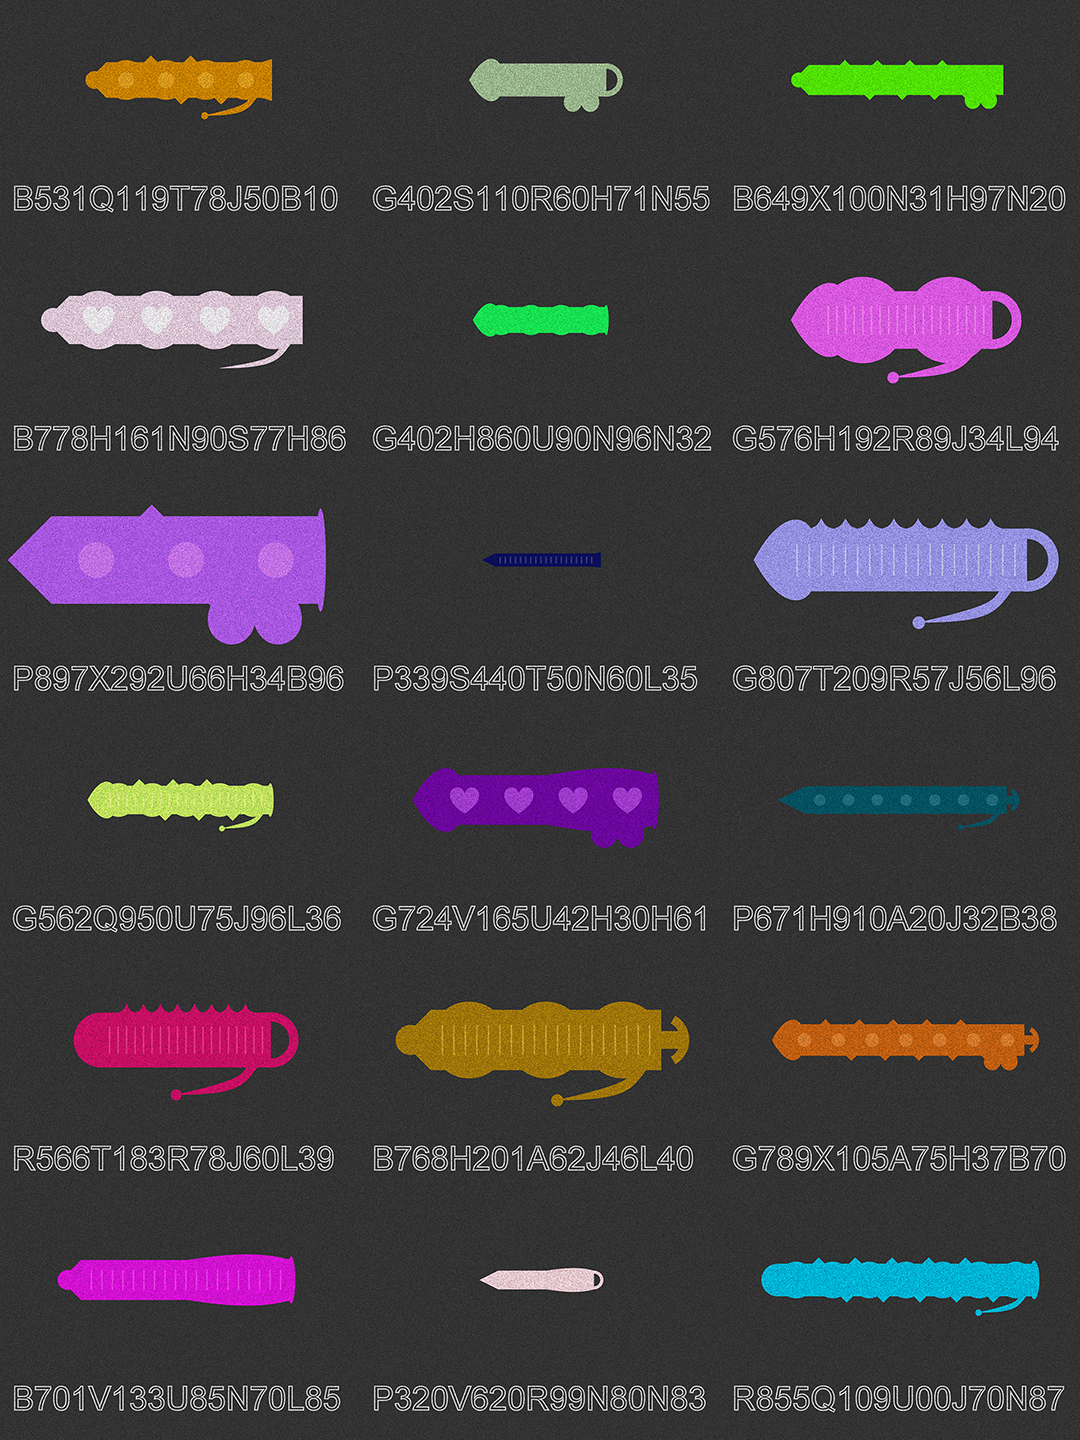 B531Q119T78J50B10 G402S110R60H71N55 B649X100N31H97N20
B778H161N90S77H86 G402H860U90N96N32 G576H192R89J34L94
P897X292U66H34B96 P339S440T50N60L35 G807T209R57J56L96
G562Q950U75J96L36 G724V165U42H30H61 P671H910A20J32B38
R566T183R78J60L39 B768H201A62J46L40 G789X105A75H37B70
B701V133U85N70L85 P320V620R99N80N83 R855Q109U00J70N87